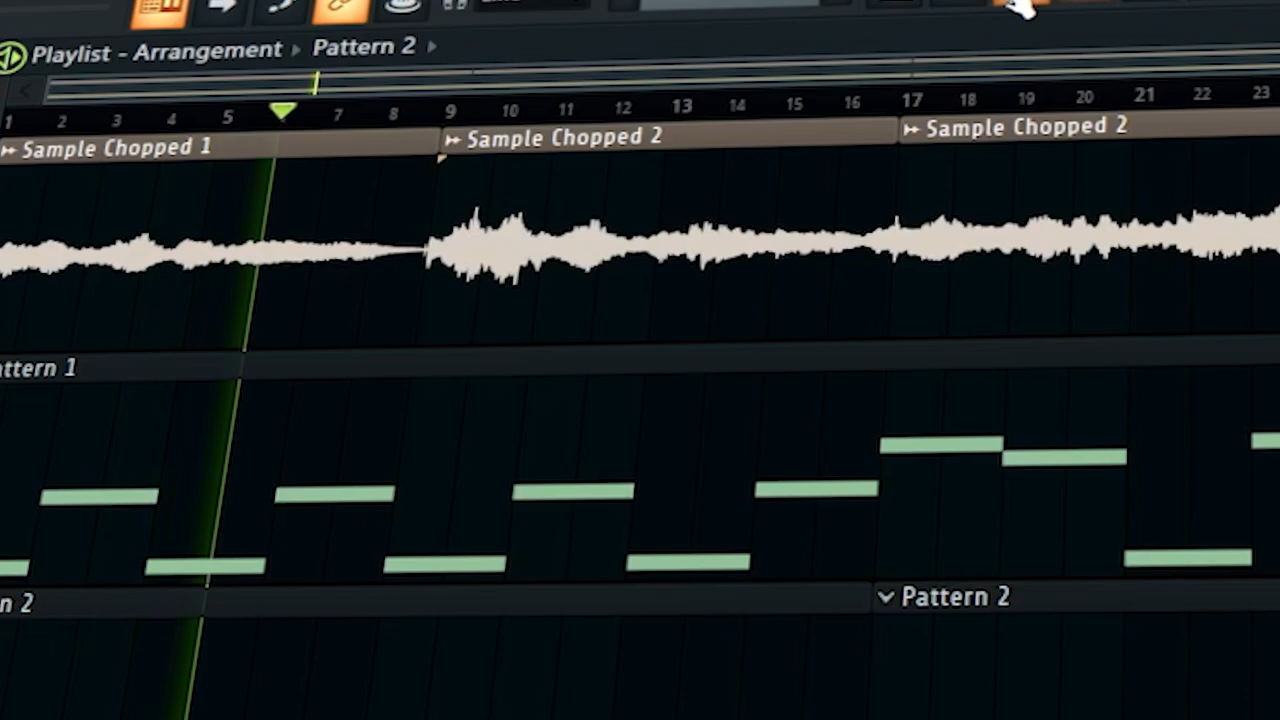 Playlist - Arrangement Pattern 2
1 2 3 4 5 7 8 9 10 11 12 13 14 15 16 17 18 19 20 21 22 23
Sample Chopped 1 Sample Chopped 2 Sample Chopped 2
attern 1
n 2 Pattern 2